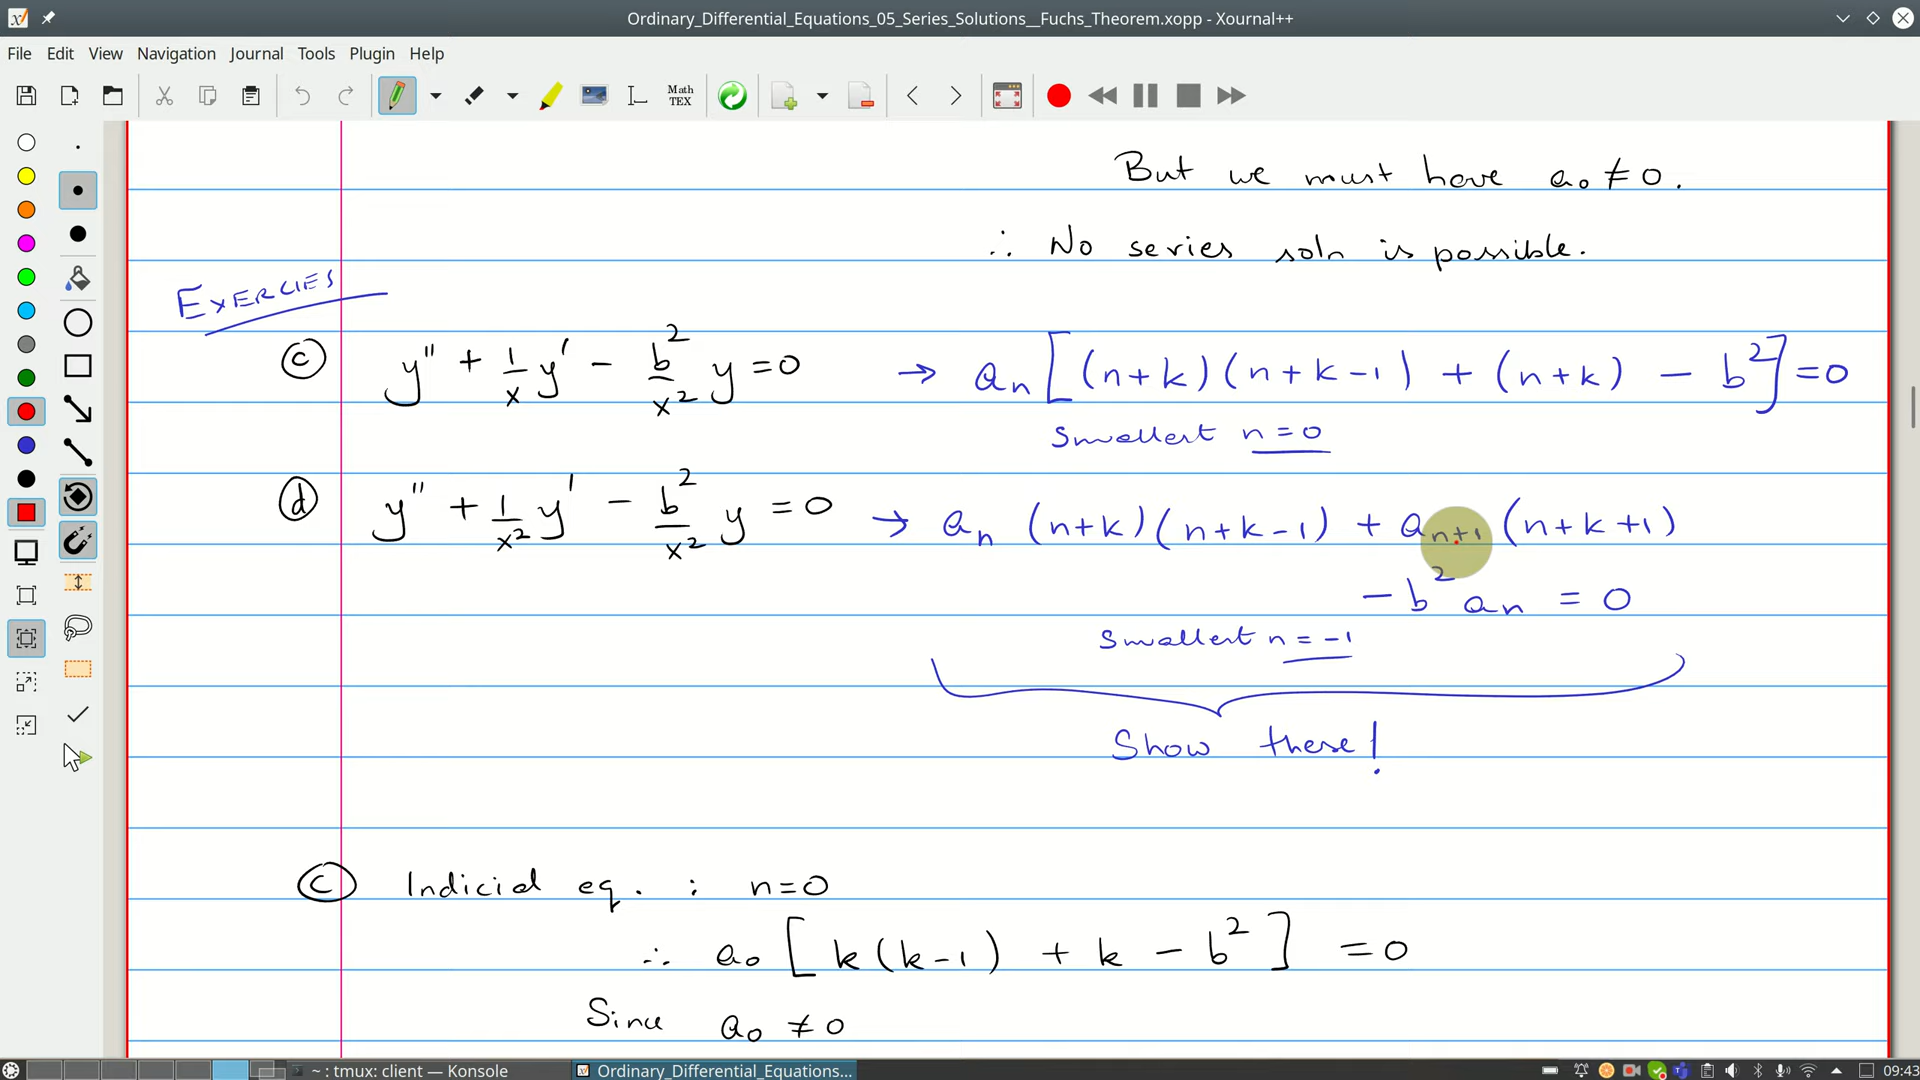 Ordinary_Differential_Equations_05_Series_Solutions__Fuchs_Theorem.xopp - Xournal++
File Edit View Navigation Journal Tools Plugin Help
Math TEX
But we must have a₀ ≠ 0.
∴ No series soln is possible.
EXERCIES
ⓒ y'' + 1/x y' - b²/x² y = 0 → aₙ[(n+k)(n+k-1) + (n+k) - b²] = 0
Smallert n=0
ⓓ y'' + 1/x² y' - b²/x² y = 0 → aₙ (n+k)(n+k-1) + aₙ₊₁ (n+k+1)
- b² aₙ = 0
Smallert n = -1
Show these!
ⓒ Indicial eq. : n=0
∴ a₀ [k(k-1) + k - b²] = 0
Since a₀ ≠ 0
~ : tmux: client — Konsole Ordinary_Differential_Equations... 09:43